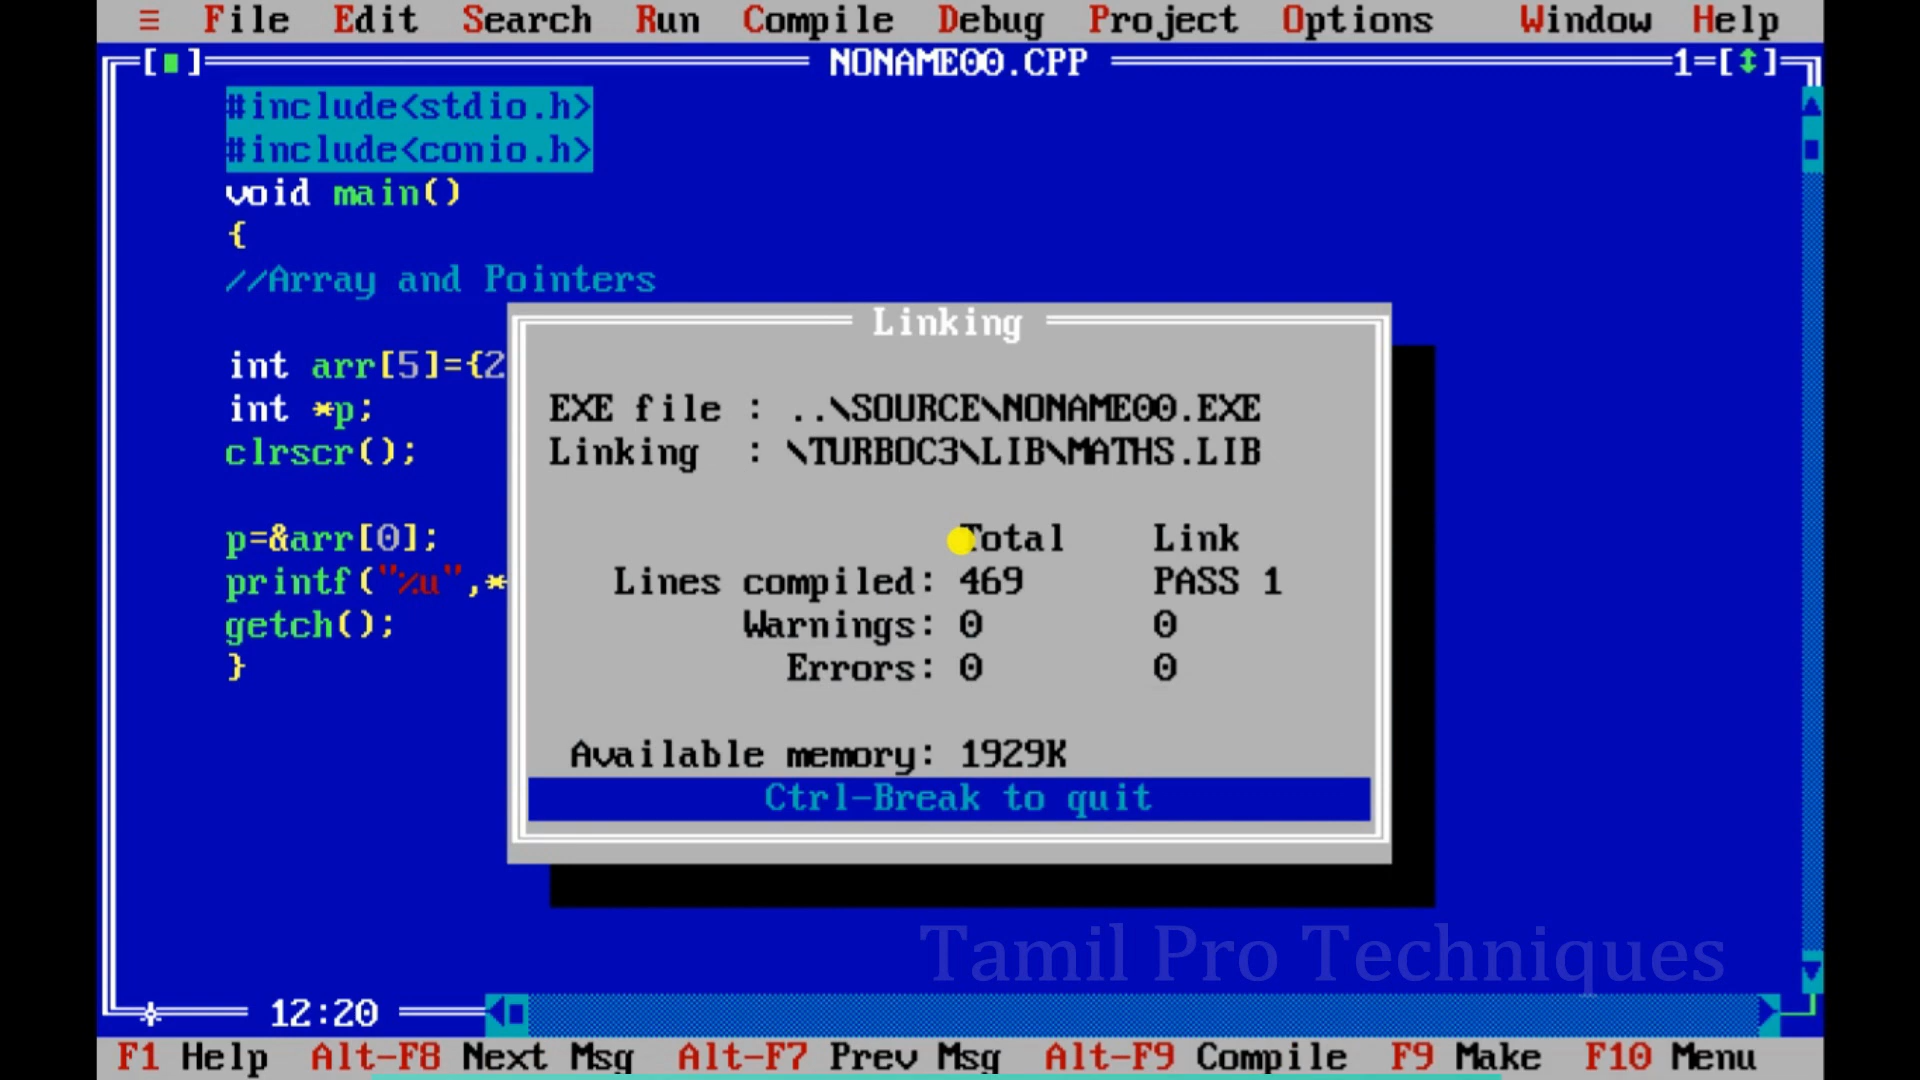 ≡ File Edit Search Run Compile Debug Project Options Window Help
[■] NONAME00.CPP 1=[↕]
#include<stdio.h>
#include<conio.h>
void main()
{
//Array and Pointers
int arr[5]={2
int *p;
clrscr();
p=&arr[0];
printf("%u",*
getch();
}
Linking
EXE file : ..\SOURCE\NONAME00.EXE
Linking : \TURBOC3\LIB\MATHS.LIB
Total Link
Lines compiled: 469 PASS 1
Warnings: 0 0
Errors: 0 0
Available memory: 1929K
Ctrl-Break to quit
Tamil Pro Techniques
12:20
F1 Help Alt-F8 Next Msg Alt-F7 Prev Msg Alt-F9 Compile F9 Make F10 Menu